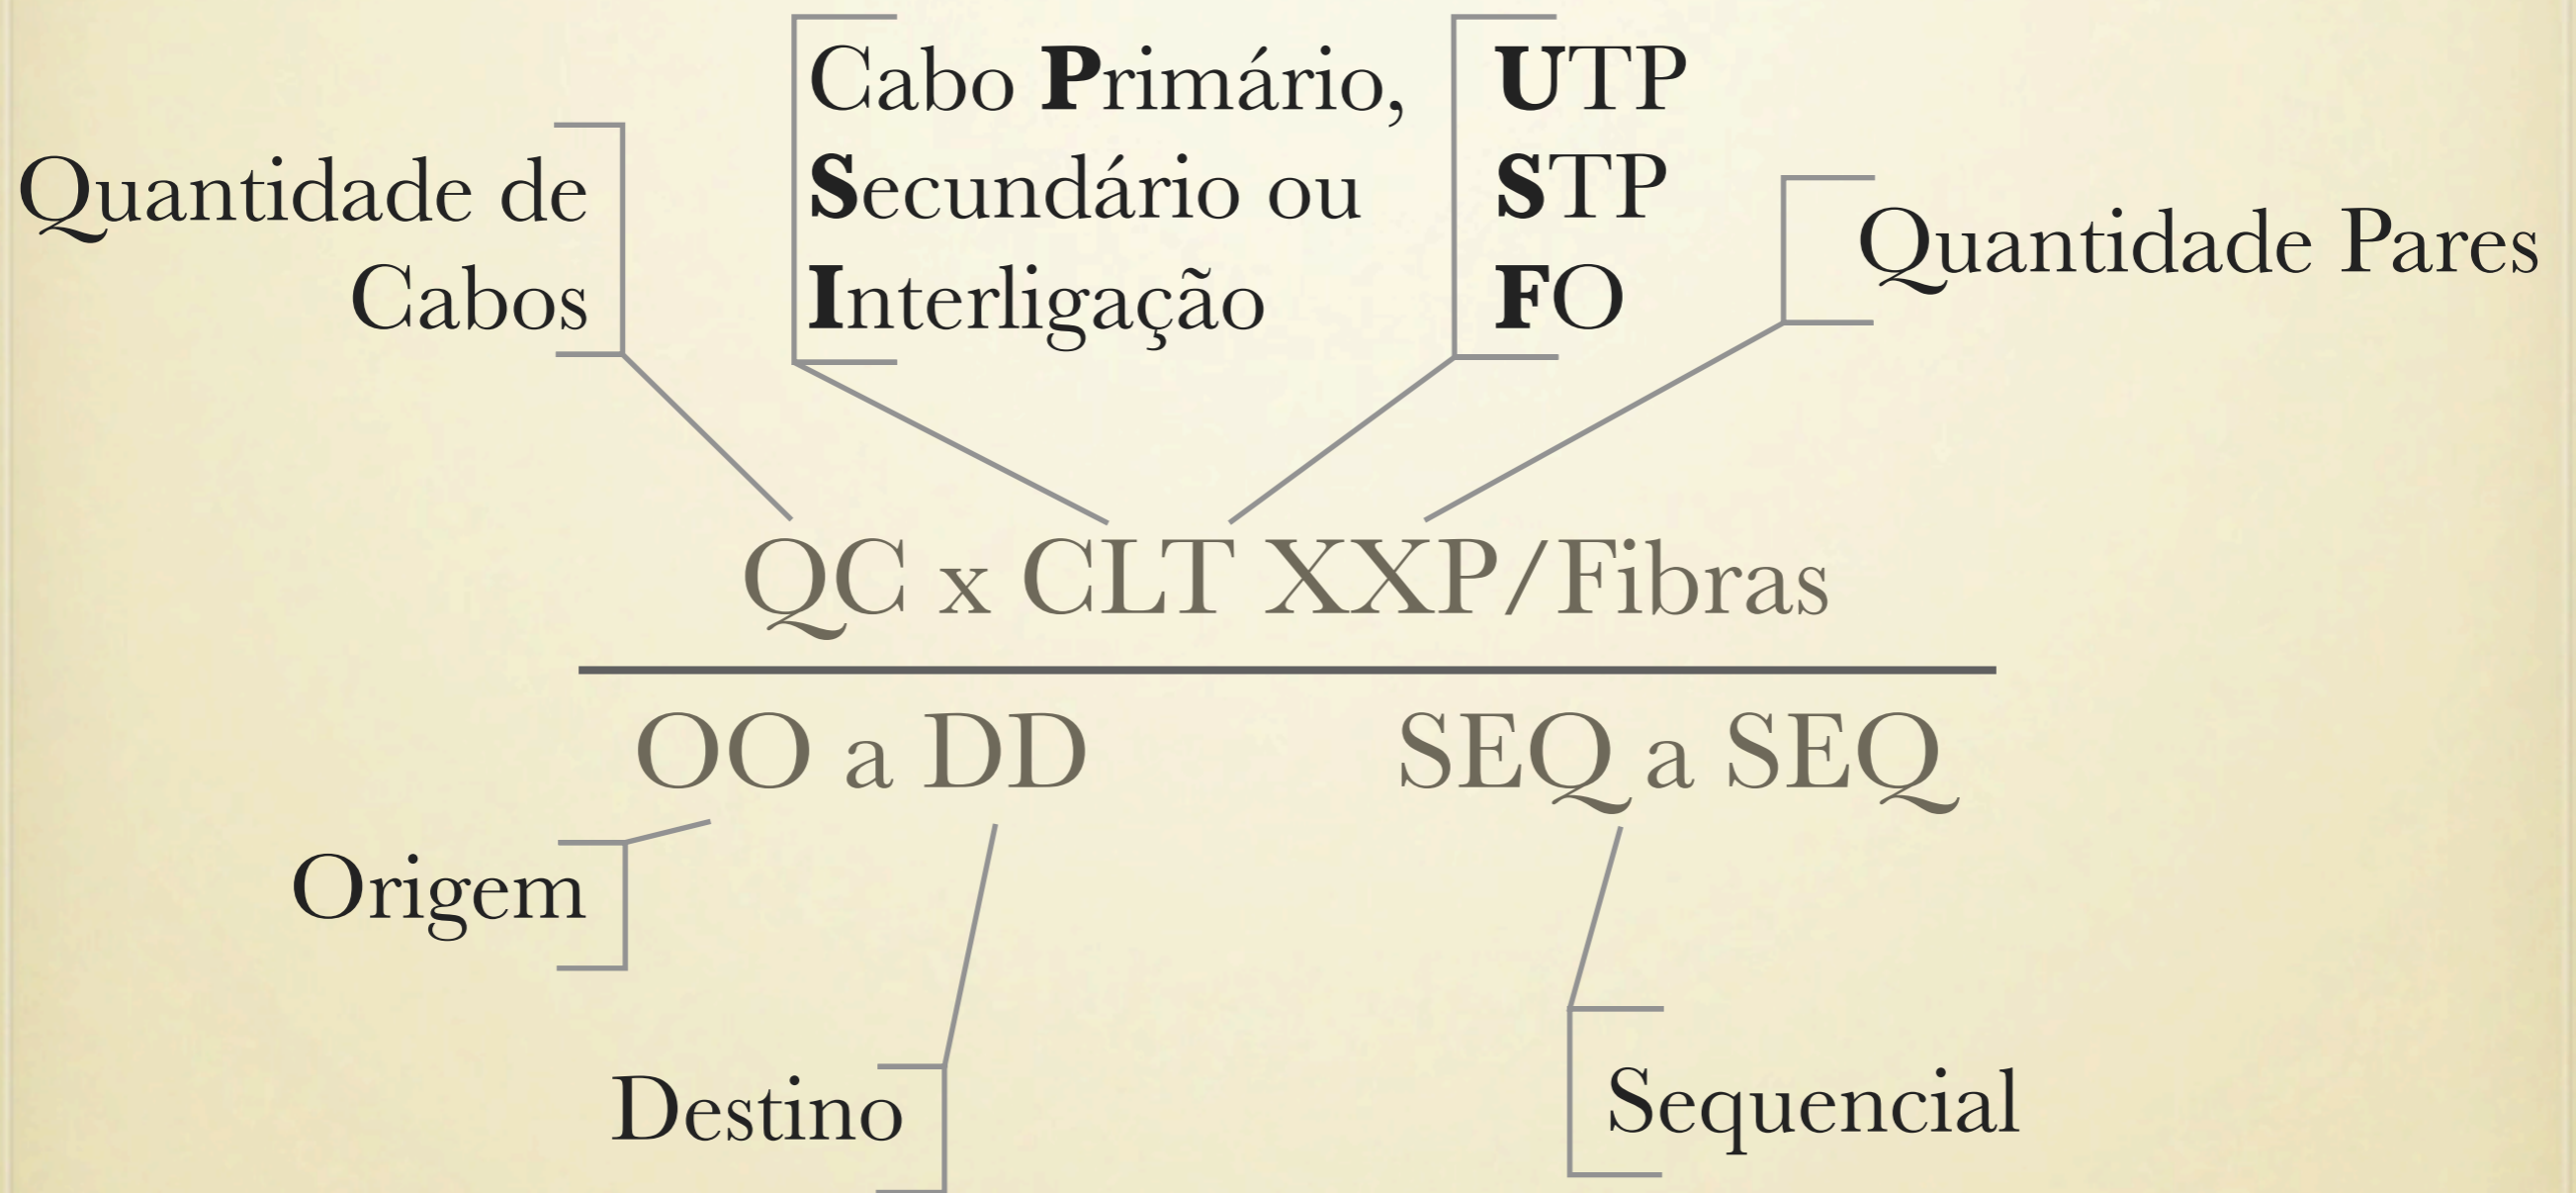 Quantidade de
Cabos
Cabo Primário,
Secundário ou
Interligação
UTP
STP
FO
Quantidade Pares
QC x CLT XXP/Fibras
OO a DD
SEQ a SEQ
Origem
Destino
Sequencial